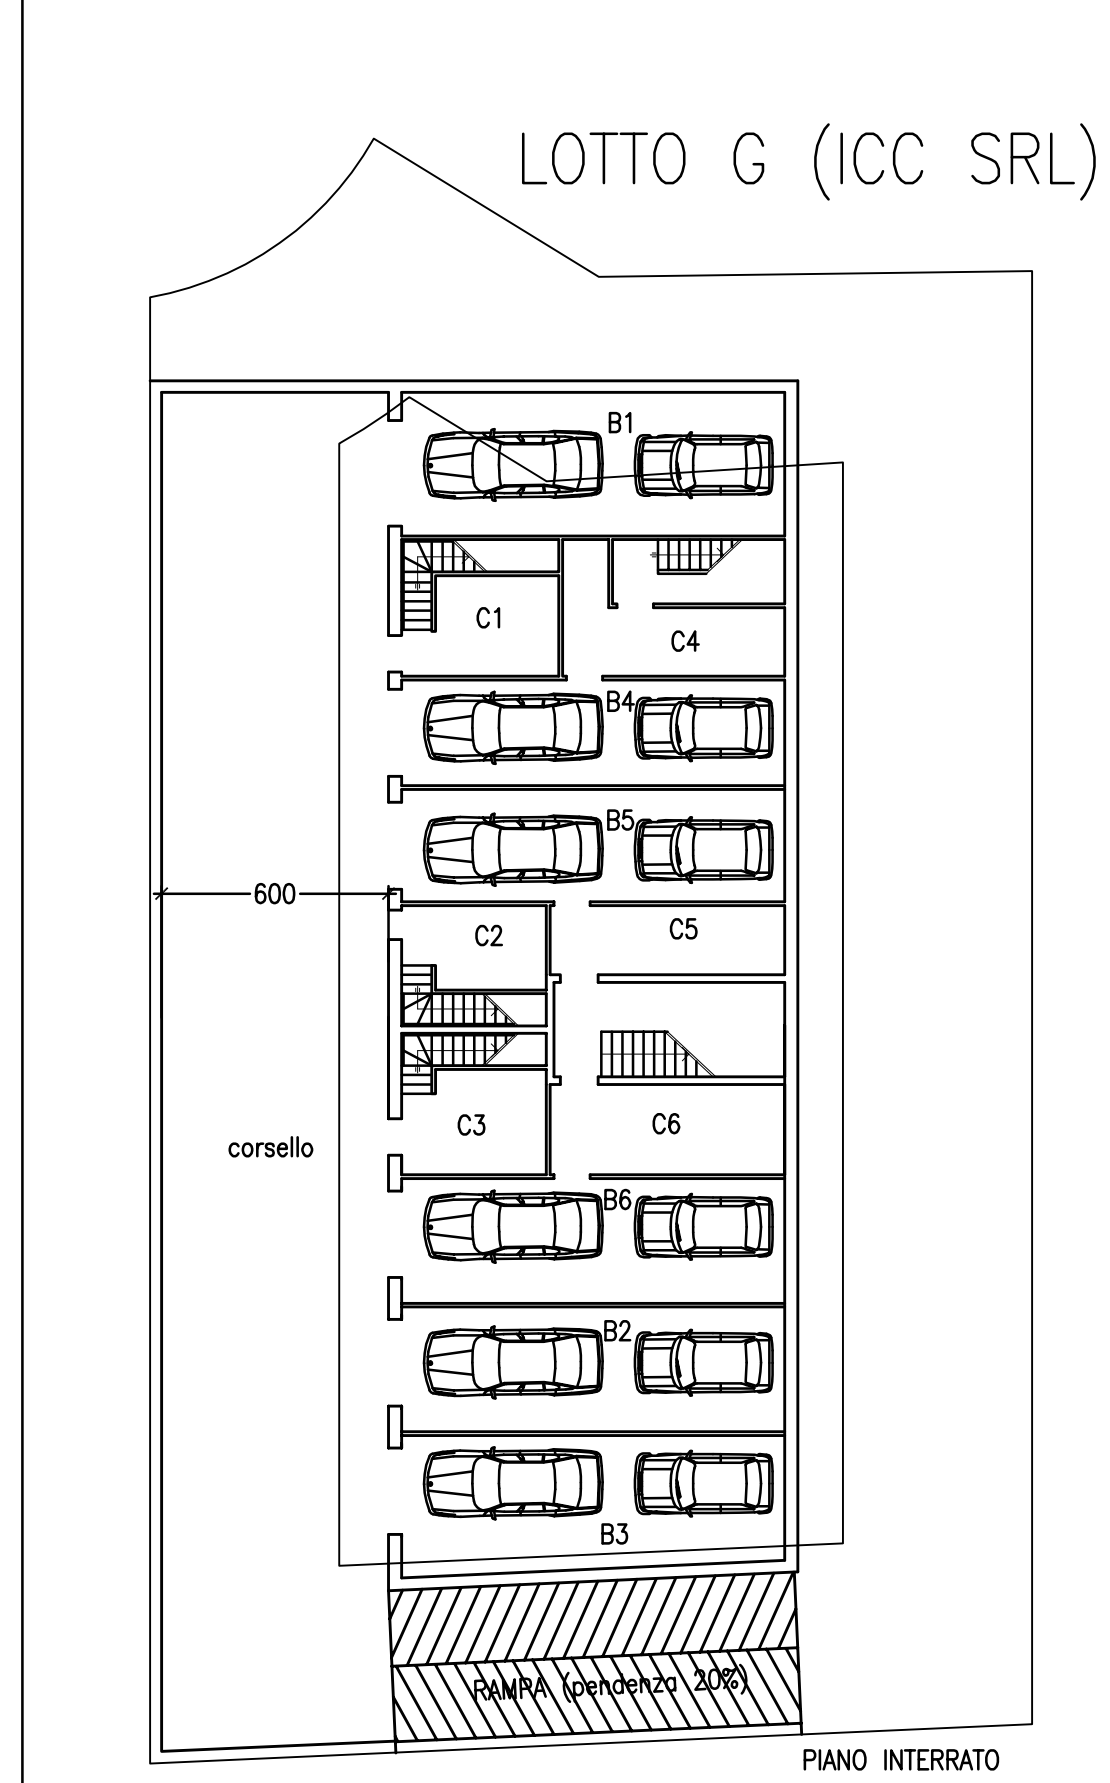 LOTTO G (ICC SRL)
B1
C1
C4
B4
B5
600
C2
C5
C3
C6
corsello
B6
B2
B3
RAMPA (pendenza 20%)
PIANO INTERRATO